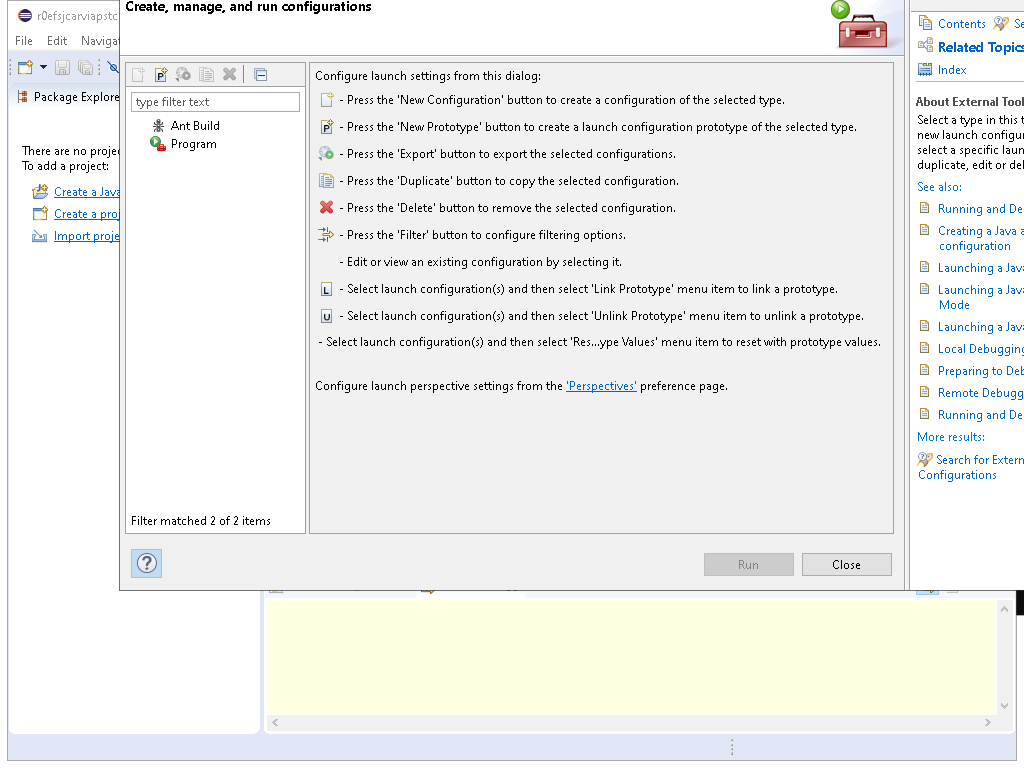 r0efsjcarviapstc
Create, manage, and run configurations
File Edit Navigat
Package Explore
There are no projec
To add a project:
Create a Java
Create a proj
Import proje
type filter text
Ant Build
Program
Filter matched 2 of 2 items
Configure launch settings from this dialog:
- Press the 'New Configuration' button to create a configuration of the selected type.
- Press the 'New Prototype' button to create a launch configuration prototype of the selected type.
- Press the 'Export' button to export the selected configurations.
- Press the 'Duplicate' button to copy the selected configuration.
- Press the 'Delete' button to remove the selected configuration.
- Press the 'Filter' button to configure filtering options.
- Edit or view an existing configuration by selecting it.
L - Select launch configuration(s) and then select 'Link Prototype' menu item to link a prototype.
U - Select launch configuration(s) and then select 'Unlink Prototype' menu item to unlink a prototype.
- Select launch configuration(s) and then select 'Res...ype Values' menu item to reset with prototype values.
Configure launch perspective settings from the 'Perspectives' preference page.
Run Close
Contents Se
Related Topics
Index
About External Tool
Select a type in this t
new launch configur
select a specific laun
duplicate, edit or del
See also:
Running and De
Creating a Java a
configuration
Launching a Java
Launching a Java
Mode
Launching a Java
Local Debugging
Preparing to Deb
Remote Debugg
Running and De
More results:
Search for Extern
Configurations